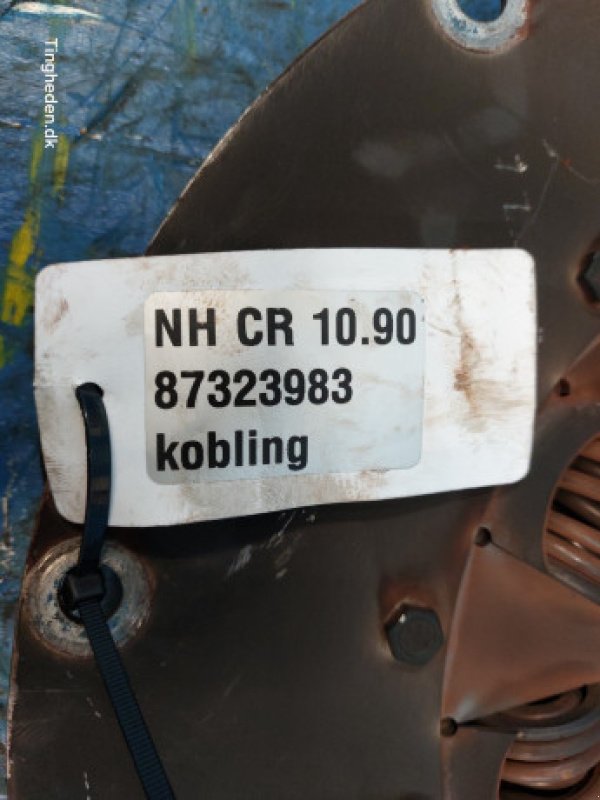 Tingheden.dk
NH CR 10.90
87323983
kobling